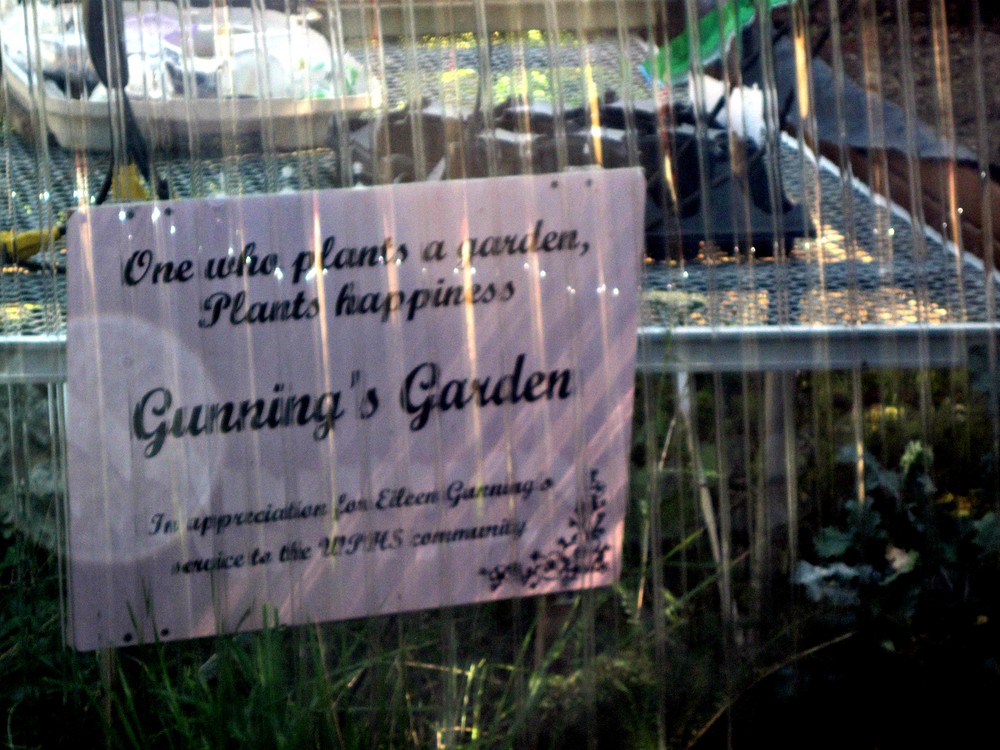 One who plants a garden,
Plants happiness
Gunning's Garden
In appreciation for Eileen Gunning's
service to the WPHS community